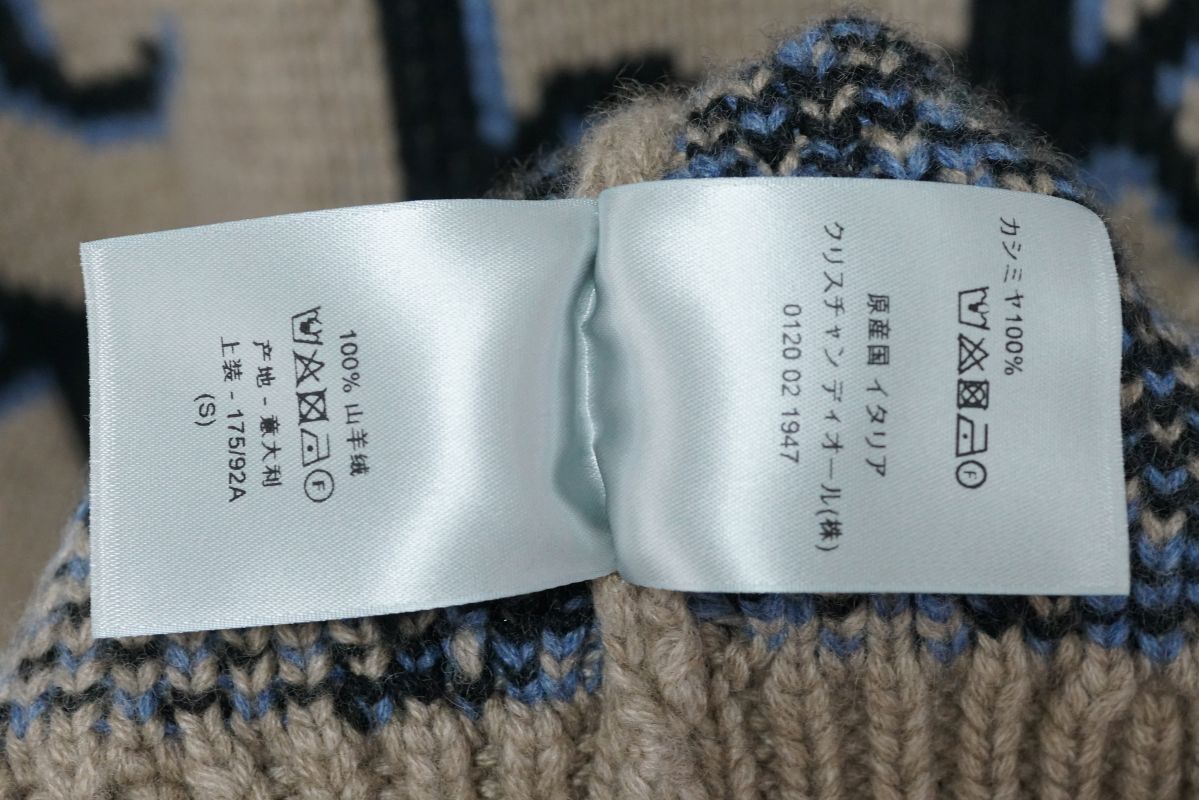 100% 山羊绒
产地 - 意大利
上装 - 175/92A
(S)
カシミヤ100%
原産国 イタリア
クリスチャン ディオール(株)
0120 02 1947